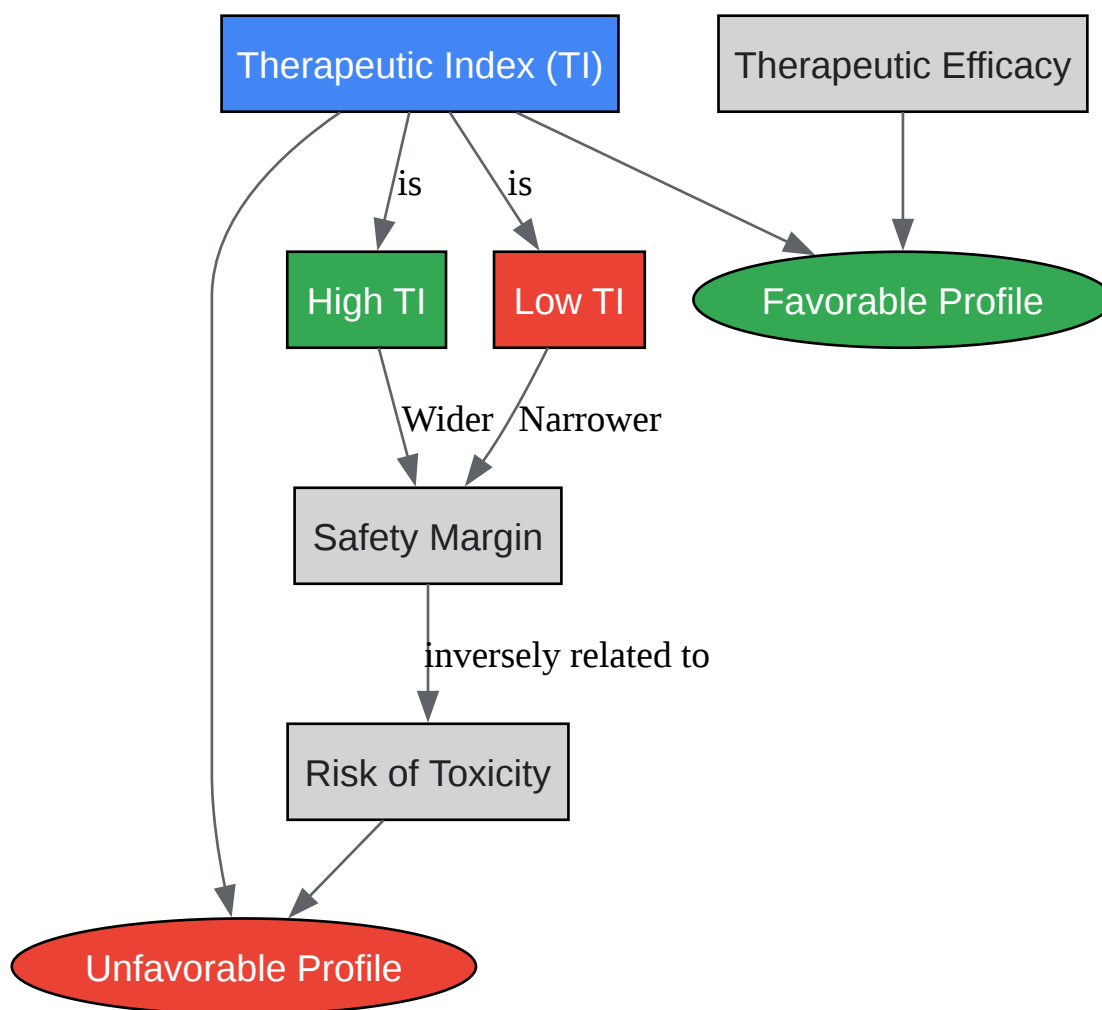 Therapeutic Index (TI)
Therapeutic Efficacy
is
is
High TI
Low TI
Favorable Profile
Wider
Narrower
Safety Margin
inversely related to
Risk of Toxicity
Unfavorable Profile